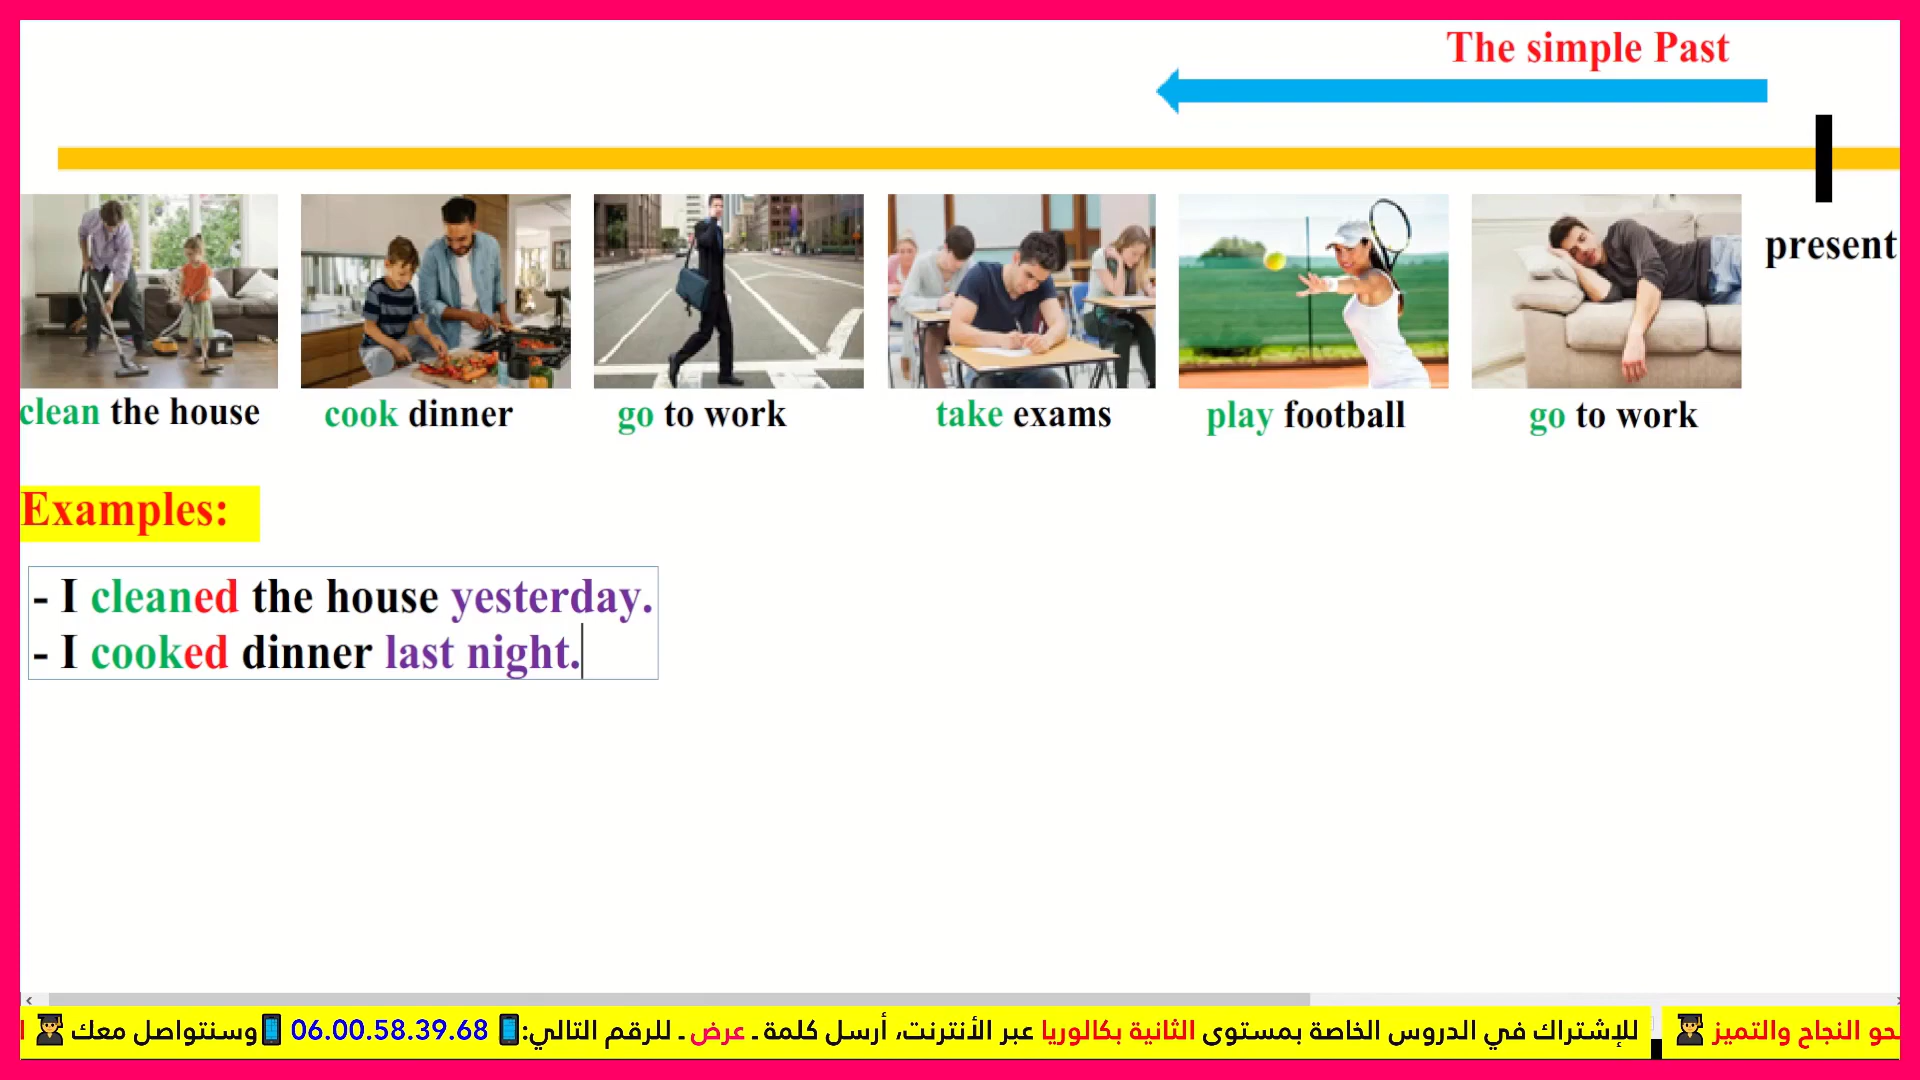 The simple Past
present
clean the house
cook dinner
go to work
take exams
play football
go to work
Examples:
- I cleaned the house yesterday.
- I cooked dinner last night.
للإشتراك في الدروس الخاصة بمستوى الثانية بكالوريا عبر الأنترنت، أرسل كلمة ـ عرض ـ للرقم التالي: 06.00.58.39.68 وسنتواصل معك
النجاح والتميز